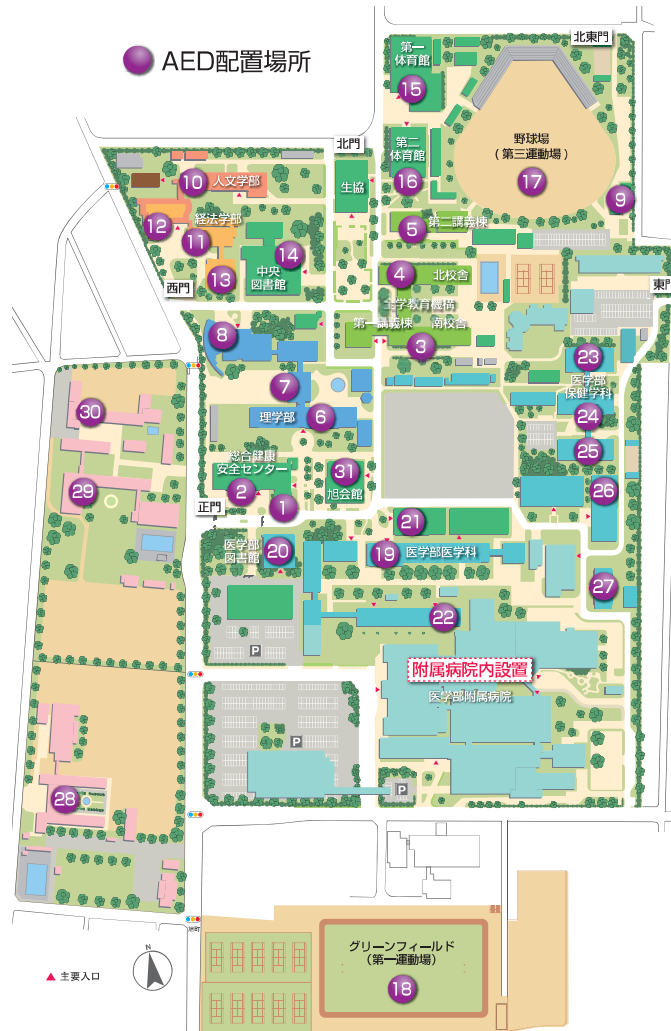 AED配置場所
北東門
第一
体育館
15
北門
第二
体育館
16
野球場
(第三運動場)
17
9
10
人文学部
生協
12
経法学部
11
5
第二講義棟
14
中央
図書館
13
4
北校舎
西門
東門
全学教育機構
第一講義棟
南校舎
3
8
23
医学部
保健学科
7
24
理学部
6
30
25
総合健康
安全センター
2
31
旭会館
29
26
正門
1
21
医学部
図書館
20
19
医学部医学科
27
22
P
附属病院内設置
医学部附属病院
P
P
28
旭町
N
主要入口
グリーンフィールド
(第一運動場)
18